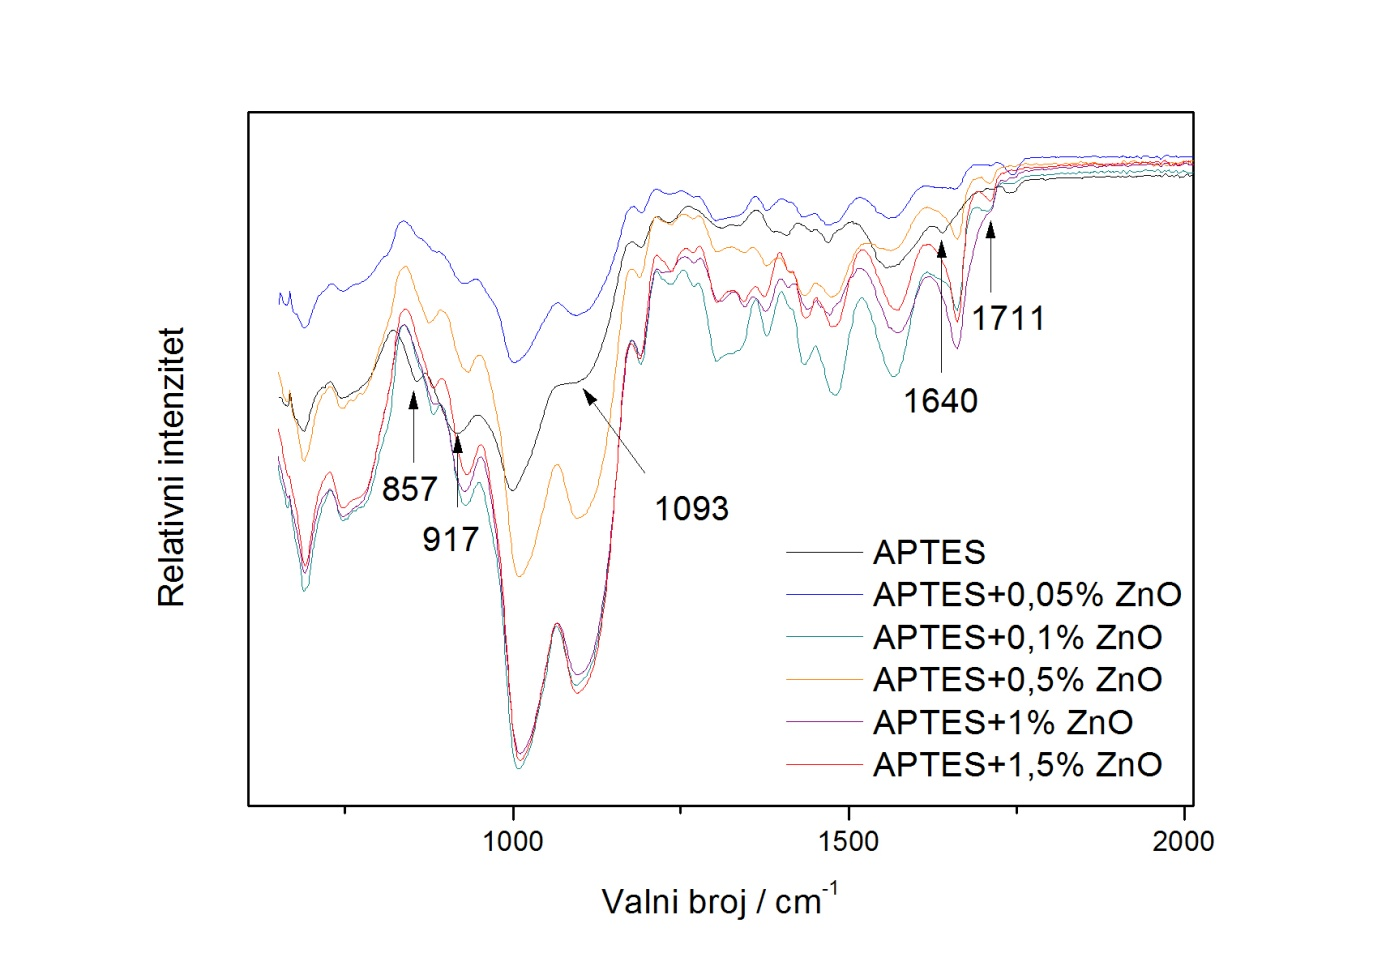 Relativni intenzitet
1711
1640
857
1093
917
APTES
APTES+0,05% ZnO
APTES+0,1% ZnO
APTES+0,5% ZnO
APTES+1% ZnO
APTES+1,5% ZnO
1000 1500 2000
Valni broj / cm⁻¹